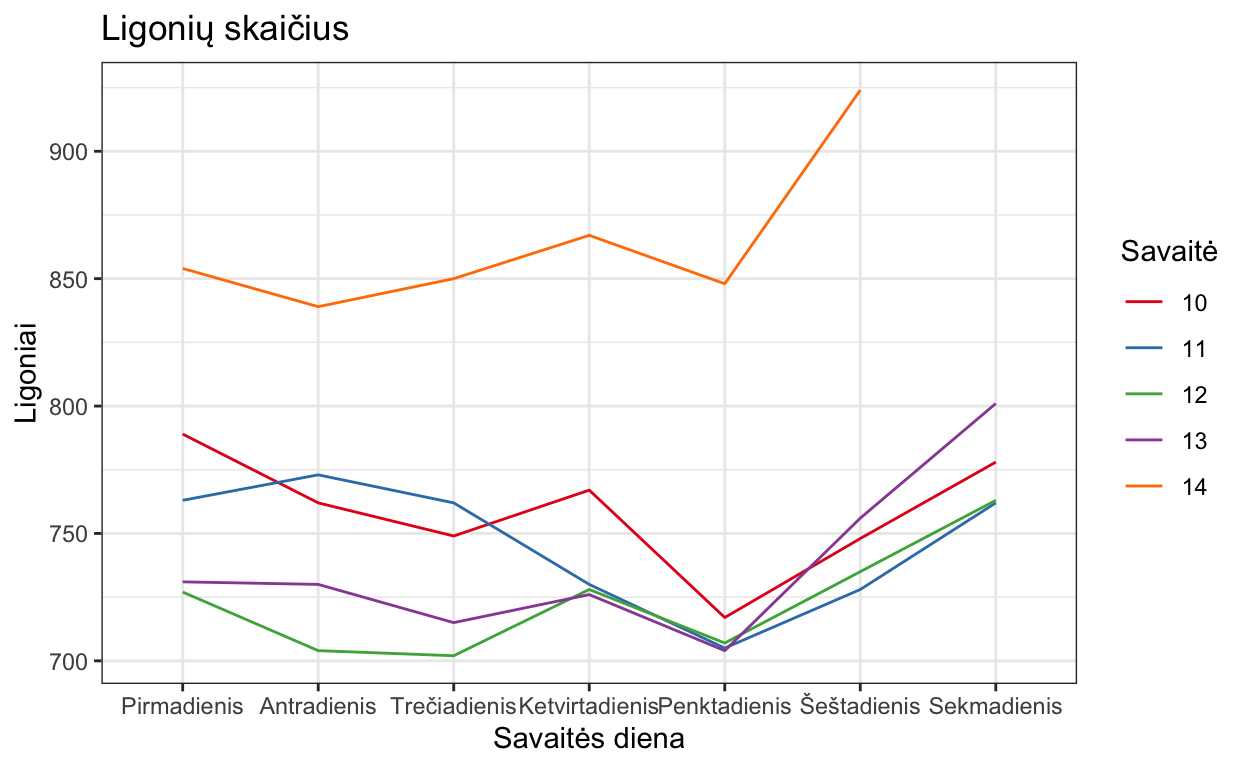 Ligonių skaičius
900
850
800
750
700
Ligoniai
Pirmadienis Antradienis Trečiadienis Ketvirtadienis Penktadienis Šeštadienis Sekmadienis
Savaitės diena
Savaitė
10
11
12
13
14